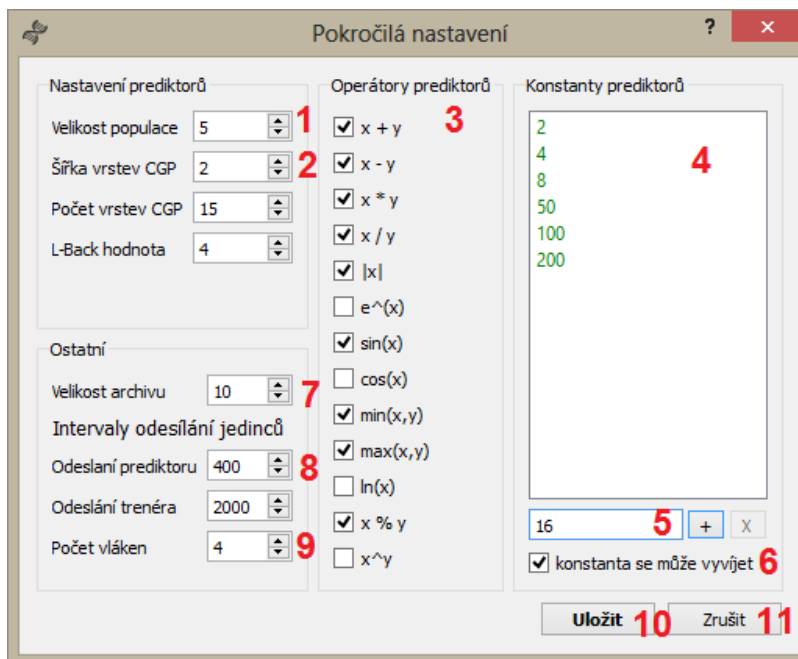 Pokročilá nastavení
?
×
Nastavení prediktorů
Velikost populace 5 1
Šířka vrstev CGP 2 2
Počet vrstev CGP 15
L-Back hodnota 4
Ostatní
Velikost archivu 10 7
Intervaly odesílání jedinců
Odeslaní prediktoru 400 8
Odeslání trenéra 2000
Počet vláken 4 9
Operátory prediktorů
3
x + y
x - y
x * y
x / y
|x|
e^(x)
sin(x)
cos(x)
min(x,y)
max(x,y)
ln(x)
x % y
x^y
Konstanty prediktorů
4
2
4
8
50
100
200
16 5 + X
konstanta se může vyvíjet 6
Uložit 10
Zrušit 11